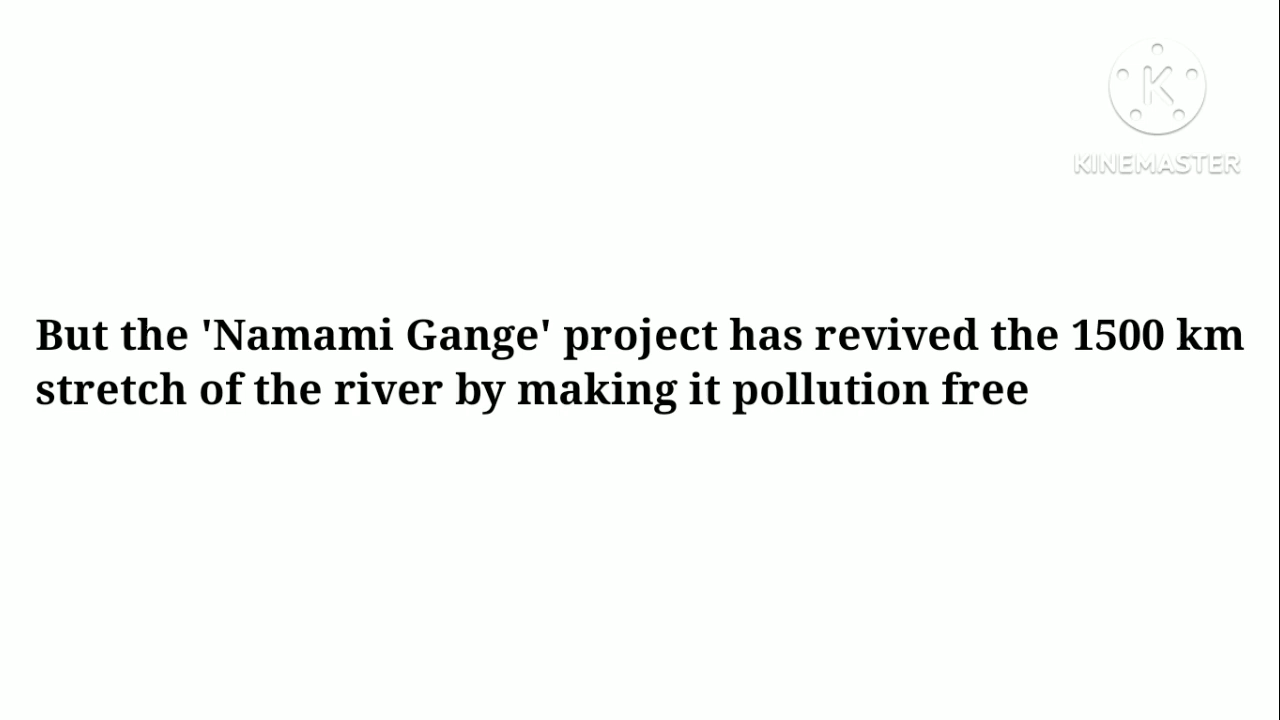 KINEMASTER
But the 'Namami Gange' project has revived the 1500 km
stretch of the river by making it pollution free